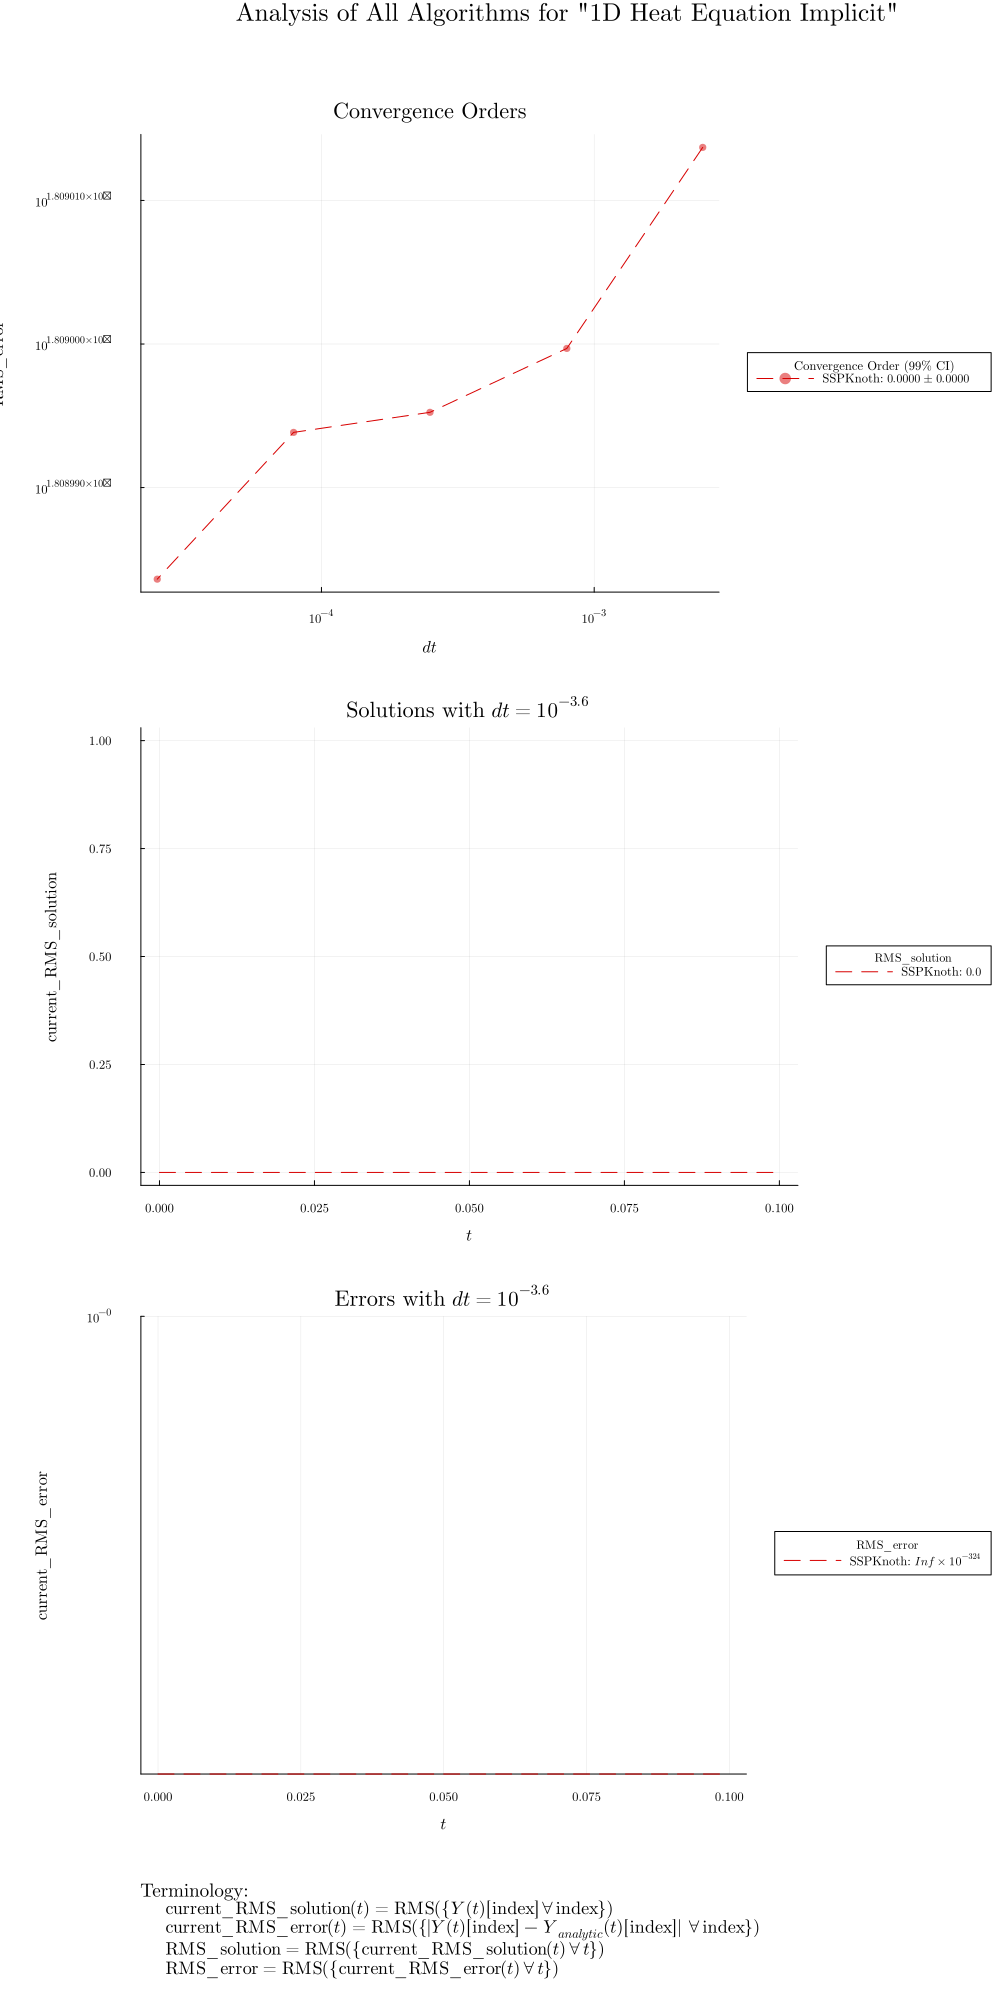 Analysis of All Algorithms for "1D Heat Equation Implicit"
Convergence Orders
10^1.809010×10
10^1.809000×10
10^1.808990×10
RMS_error
10^−4
10^−3
dt
Convergence Order (99% CI)
SSPKnoth: 0.0000 ± 0.0000
Solutions with dt = 10^−3.6
1.00
0.75
0.50
0.25
0.00
current_RMS_solution
0.000
0.025
0.050
0.075
0.100
t
RMS_solution
SSPKnoth: 0.0
Errors with dt = 10^−3.6
10^−0
current_RMS_error
0.000
0.025
0.050
0.075
0.100
t
RMS_error
SSPKnoth: Inf × 10^−324
Terminology:
current_RMS_solution(t) = RMS({Y(t)[index] ∀ index})
current_RMS_error(t) = RMS({|Y(t)[index] − Y_analytic(t)[index]| ∀ index})
RMS_solution = RMS({current_RMS_solution(t) ∀ t})
RMS_error = RMS({current_RMS_error(t) ∀ t})